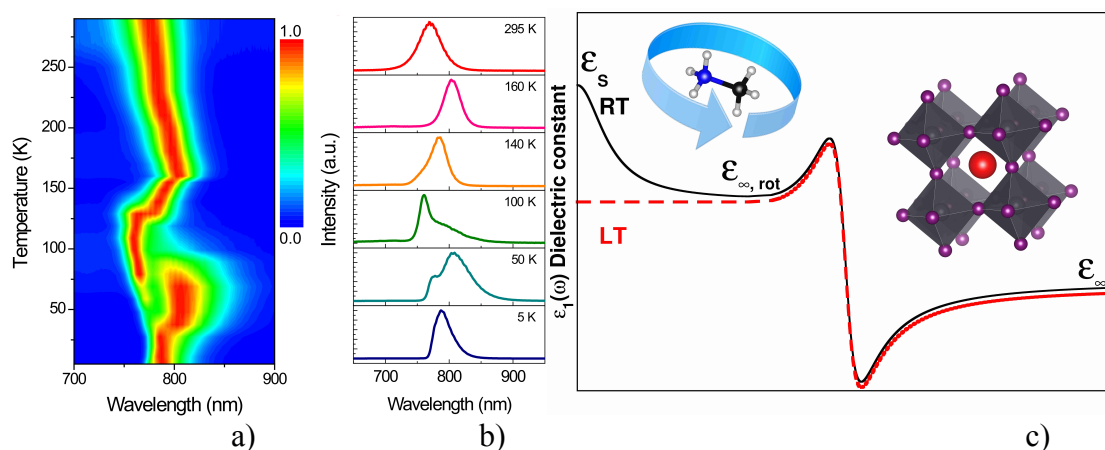 1.0
0.0
250
200
150
100
50
Temperature (K)
700
800
900
Wavelength (nm)
a)
295 K
160 K
140 K
100 K
50 K
5 K
Intensity (a.u.)
700
800
900
Wavelength (nm)
b)
ε₁(ω) Dielectric constant
εS
RT
ε∞, rot
LT
ε∞
c)